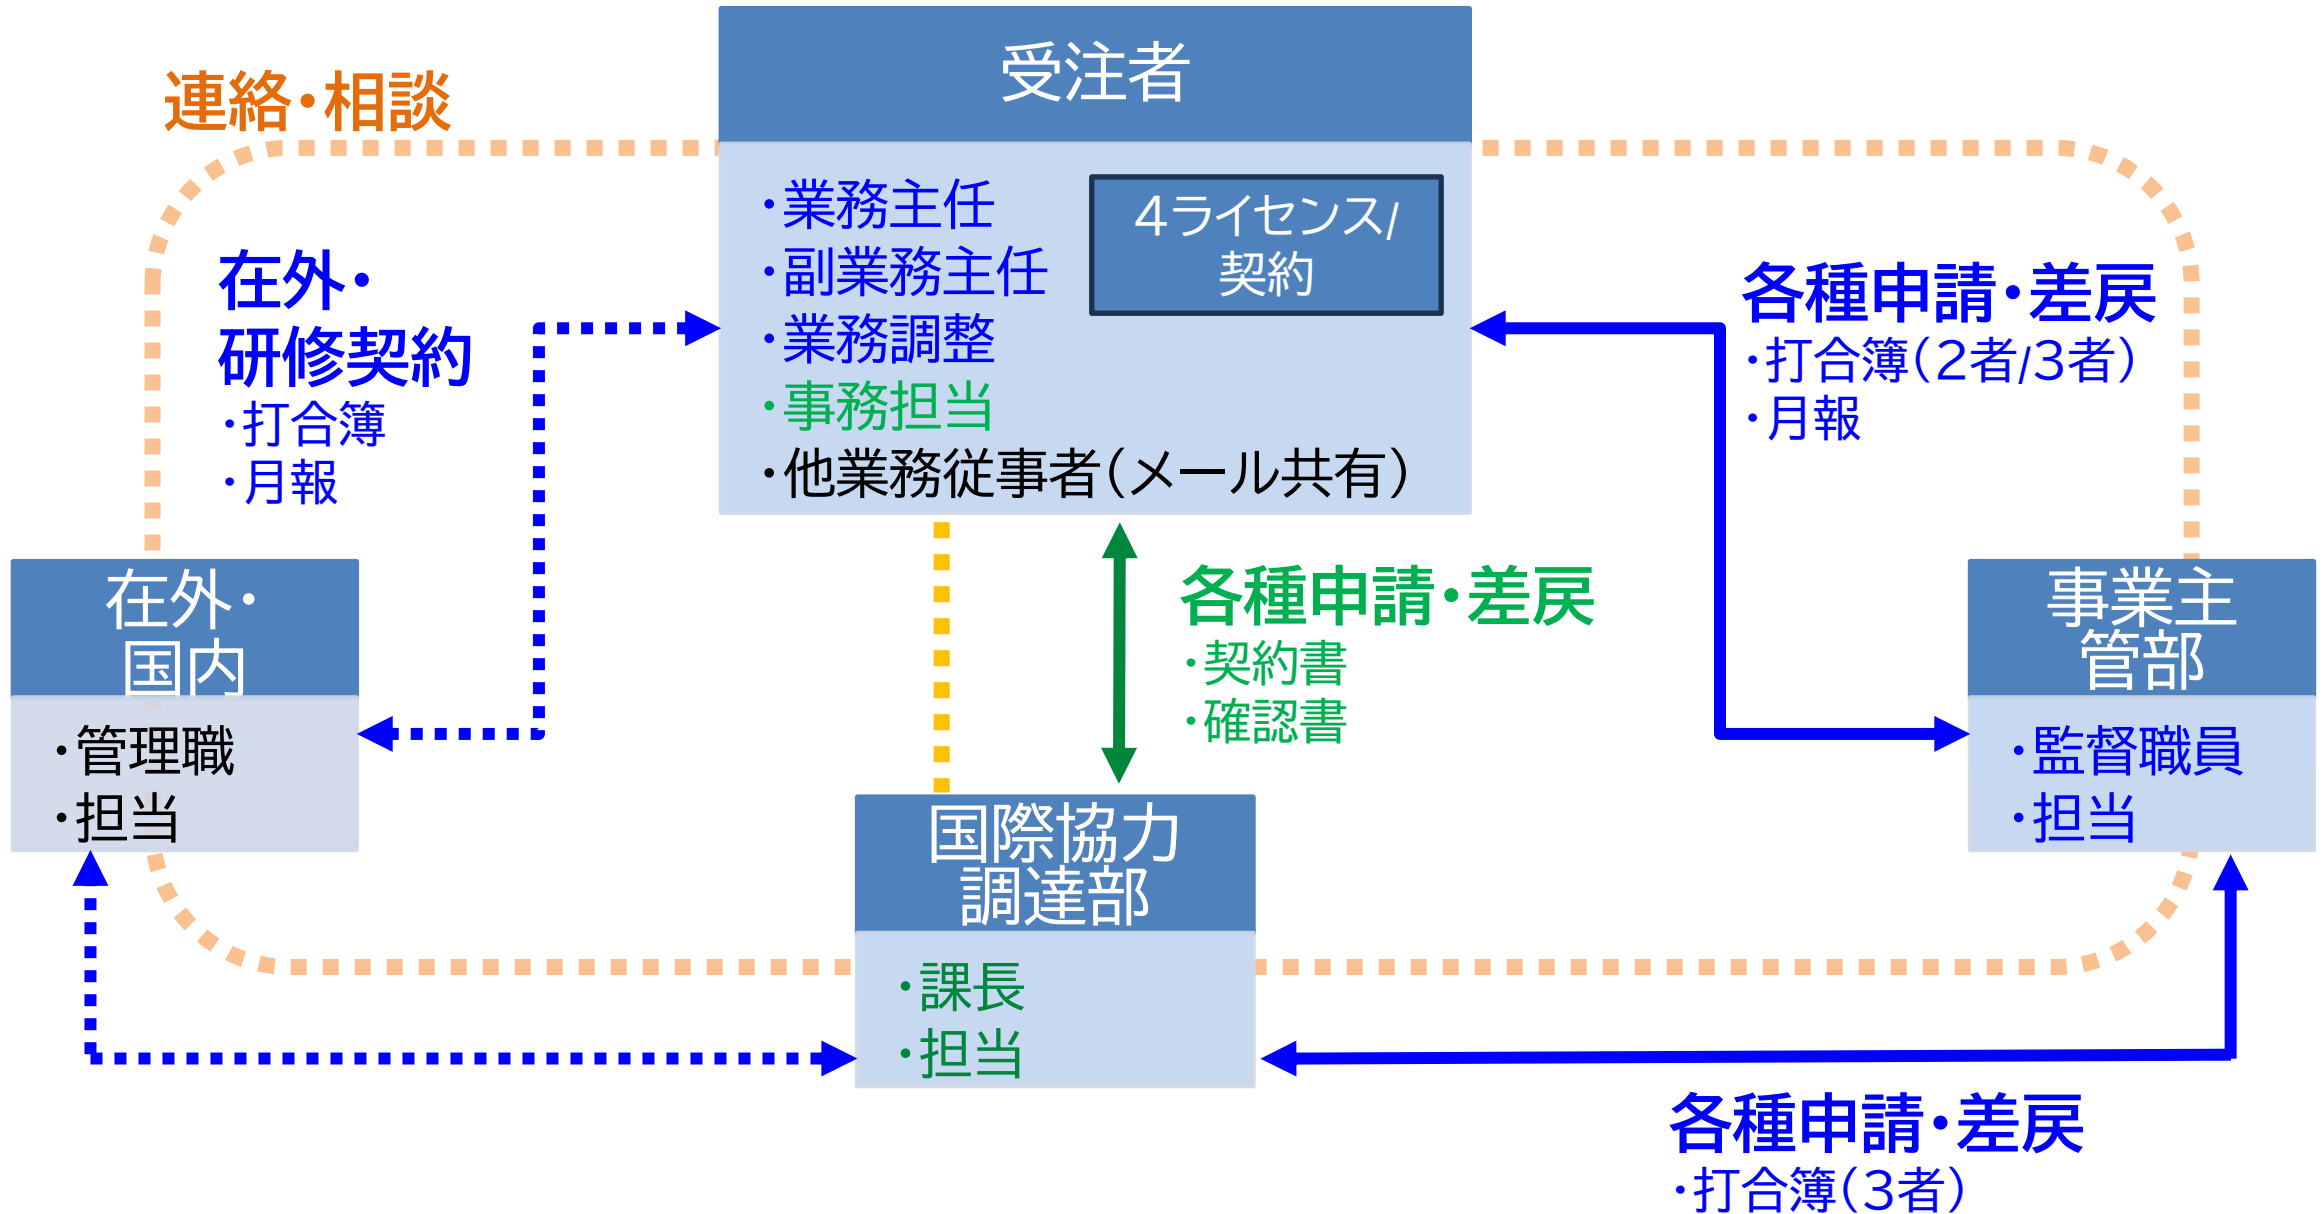 受注者
連絡・相談
・業務主任
・副業務主任
・業務調整
・事務担当
・他業務従事者(メール共有)
4ライセンス/
契約
在外・
研修契約
・打合簿
・月報
各種申請・差戻
・打合簿(2者/3者)
・月報
各種申請・差戻
・契約書
・確認書
在外・
国内
・管理職
・担当
事業主
管部
・監督職員
・担当
国際協力
調達部
・課長
・担当
各種申請・差戻
・打合簿(3者)